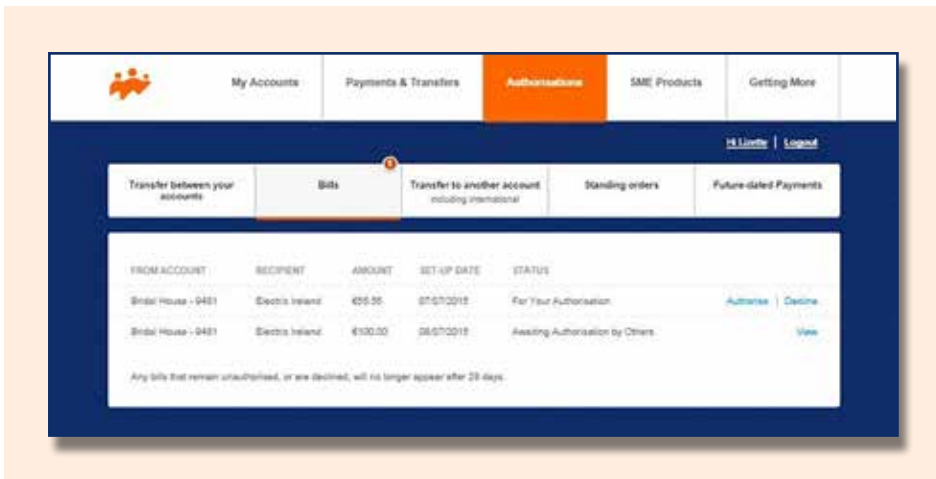 My Accounts
Payments & Transfers
Authorisations
SME Products
Getting More
Hi Lizette | Logout
Transfer between your
accounts
Bills
1
Transfer to another account
including international
Standing orders
Future-dated Payments
FROM ACCOUNT RECIPIENT AMOUNT SET-UP DATE STATUS
Bridal House - 9481 Electric Ireland €55.55 07/07/2015 For Your Authorisation Authorise | Decline
Bridal House - 9481 Electric Ireland €100.00 08/07/2015 Awaiting Authorisation by Others View
Any bills that remain unauthorised, or are declined, will no longer appear after 28 days.